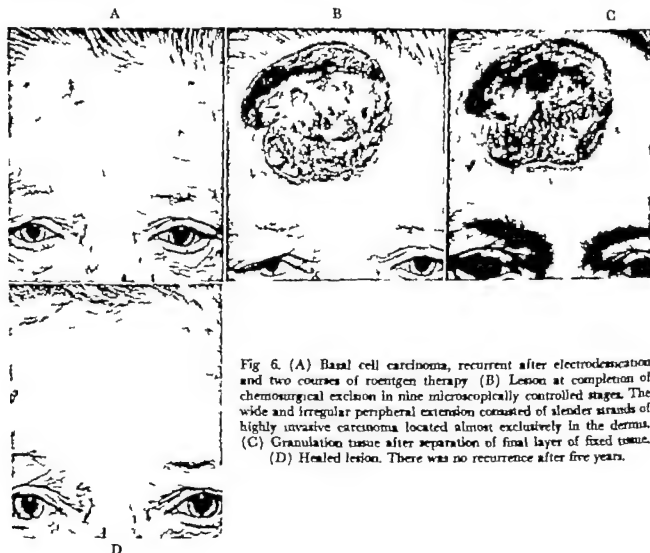 A B C
Fig 6. (A) Basal cell carcinoma, recurrent after electrodesiccation
and two courses of roentgen therapy (B) Lesion at completion of
chemosurgical excision in nine microscopically controlled stages. The
wide and irregular peripheral extension consisted of slender strands of
highly invasive carcinoma located almost exclusively in the derma.
(C) Granulation tissue after separation of final layer of fixed tissue.
(D) Healed lesion. There was no recurrence after five years.
D